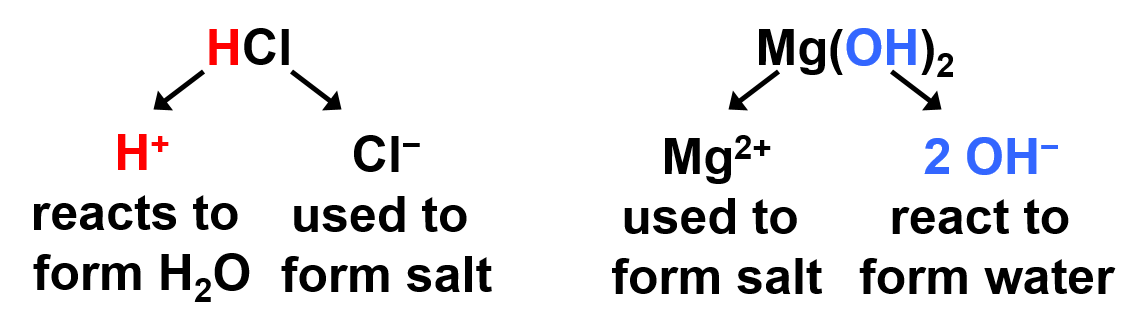 HCl
H⁺
reacts to
form H₂O
Cl⁻
used to
form salt
Mg(OH)₂
Mg²⁺
used to
form salt
2 OH⁻
react to
form water